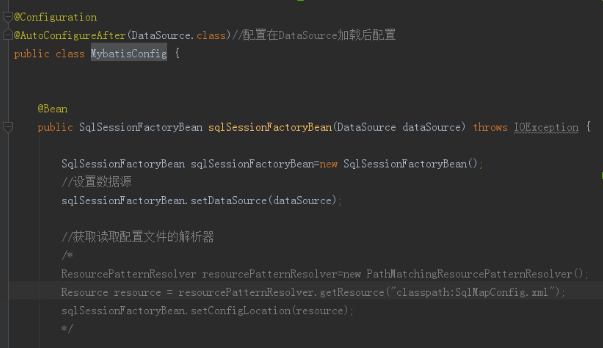 @Configuration
@AutoConfigureAfter(DataSource.class)//配置在DataSource加载后配置
public class MybatisConfig {
@Bean
public SqlSessionFactoryBean sqlSessionFactoryBean(DataSource dataSource) throws IOException {
SqlSessionFactoryBean sqlSessionFactoryBean=new SqlSessionFactoryBean();
//设置数据源
sqlSessionFactoryBean.setDataSource(dataSource);
//获取读取配置文件的解析器
/*
ResourcePatternResolver resourcePatternResolver=new PathMatchingResourcePatternResolver();
Resource resource = resourcePatternResolver.getResource("classpath:SqlMapConfig.xml");
sqlSessionFactoryBean.setConfigLocation(resource);
*/